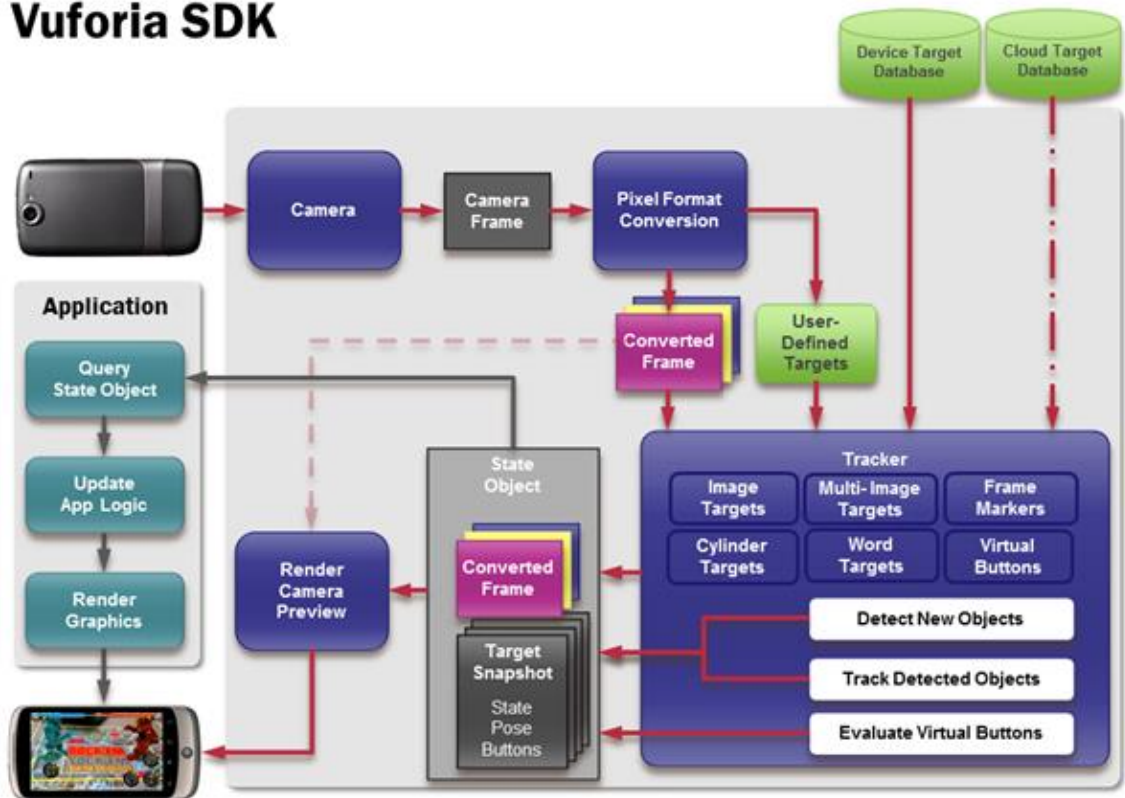 Vuforia SDK
Device Target
Database
Cloud Target
Database
Camera
Camera
Frame
Pixel Format
Conversion
Application
Query
State Object
Update
App Logic
Render
Graphics
Converted
Frame
User-
Defined
Targets
State
Object
Converted
Frame
Target
Snapshot
State
Pose
Buttons
Render
Camera
Preview
Tracker
Image
Targets
Multi-Image
Targets
Frame
Markers
Cylinder
Targets
Word
Targets
Virtual
Buttons
Detect New Objects
Track Detected Objects
Evaluate Virtual Buttons